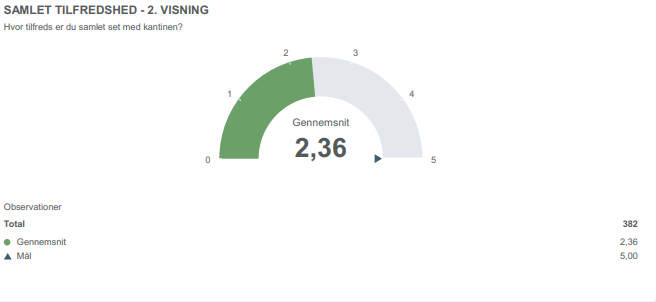 SAMLET TILFREDSHED - 2. VISNING
Hvor tilfreds er du samlet set med kantinen?
2
3
1
4
Gennemsnit
2,36
0
5
Observationer
Total 382
Gennemsnit 2,36
Mål 5,00